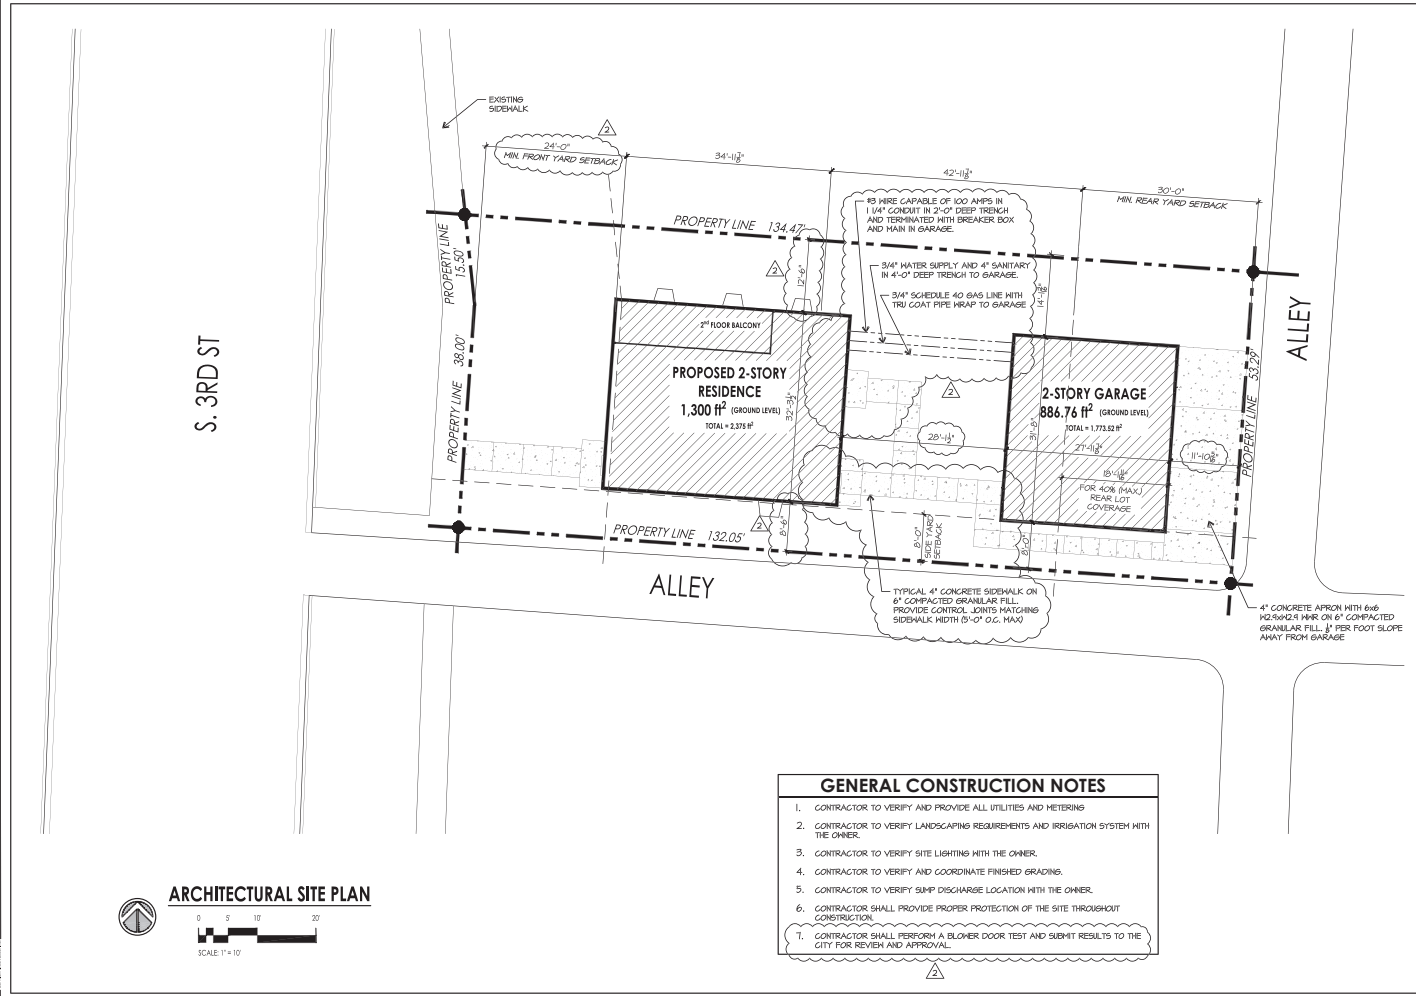 EXISTING
SIDEWALK
2
24'-0"
MIN. FRONT YARD SETBACK
34'-11⅞"
42'-11⅞"
30'-0"
MIN. REAR YARD SETBACK
#3 WIRE CAPABLE OF 100 AMPS IN
1 1/4" CONDUIT IN 2'-0" DEEP TRENCH
AND TERMINATED WITH BREAKER BOX
AND MAIN IN GARAGE.
PROPERTY LINE 134.47'
PROPERTY LINE
15.50'
2
12'-6"
3/4" WATER SUPPLY AND 4" SANITARY
IN 4'-0" DEEP TRENCH TO GARAGE.
3/4" SCHEDULE 40 GAS LINE WITH
TRU COAT PIPE WRAP TO GARAGE
ALLEY
2nd FLOOR BALCONY
S. 3RD ST
PROPERTY LINE 38.00'
PROPOSED 2-STORY
RESIDENCE
1,300 ft² (GROUND LEVEL)
TOTAL = 2,375 ft²
32'-3½"
2
2-STORY GARAGE
886.76 ft² (GROUND LEVEL)
TOTAL = 1,773.52 ft²
PROPERTY LINE 53.29'
28'-1½"
31'-8"
FOR 40% (MAX.)
REAR LOT
COVERAGE
PROPERTY LINE 132.05'
2
8'-6"
8'-0"
SIDE YARD
SETBACK
8'-0"
ALLEY
TYPICAL 4" CONCRETE SIDEWALK ON
6" COMPACTED GRANULAR FILL.
PROVIDE CONTROL JOINTS MATCHING
SIDEWALK WIDTH (5'-0" O.C. MAX)
4" CONCRETE APRON WITH 6x6
W2.9xW2.9 WWR ON 6" COMPACTED
GRANULAR FILL. ⅛" PER FOOT SLOPE
AWAY FROM GARAGE
GENERAL CONSTRUCTION NOTES
1. CONTRACTOR TO VERIFY AND PROVIDE ALL UTILITIES AND METERING
2. CONTRACTOR TO VERIFY LANDSCAPING REQUIREMENTS AND IRRIGATION SYSTEM WITH
THE OWNER.
3. CONTRACTOR TO VERIFY SITE LIGHTING WITH THE OWNER.
4. CONTRACTOR TO VERIFY AND COORDINATE FINISHED GRADING.
5. CONTRACTOR TO VERIFY SUMP DISCHARGE LOCATION WITH THE OWNER.
6. CONTRACTOR SHALL PROVIDE PROPER PROTECTION OF THE SITE THROUGHOUT
CONSTRUCTION.
7. CONTRACTOR SHALL PERFORM A BLOWER DOOR TEST AND SUBMIT RESULTS TO THE
CITY FOR REVIEW AND APPROVAL.
2
ARCHITECTURAL SITE PLAN
0 5' 10' 20'
SCALE: 1" = 10'